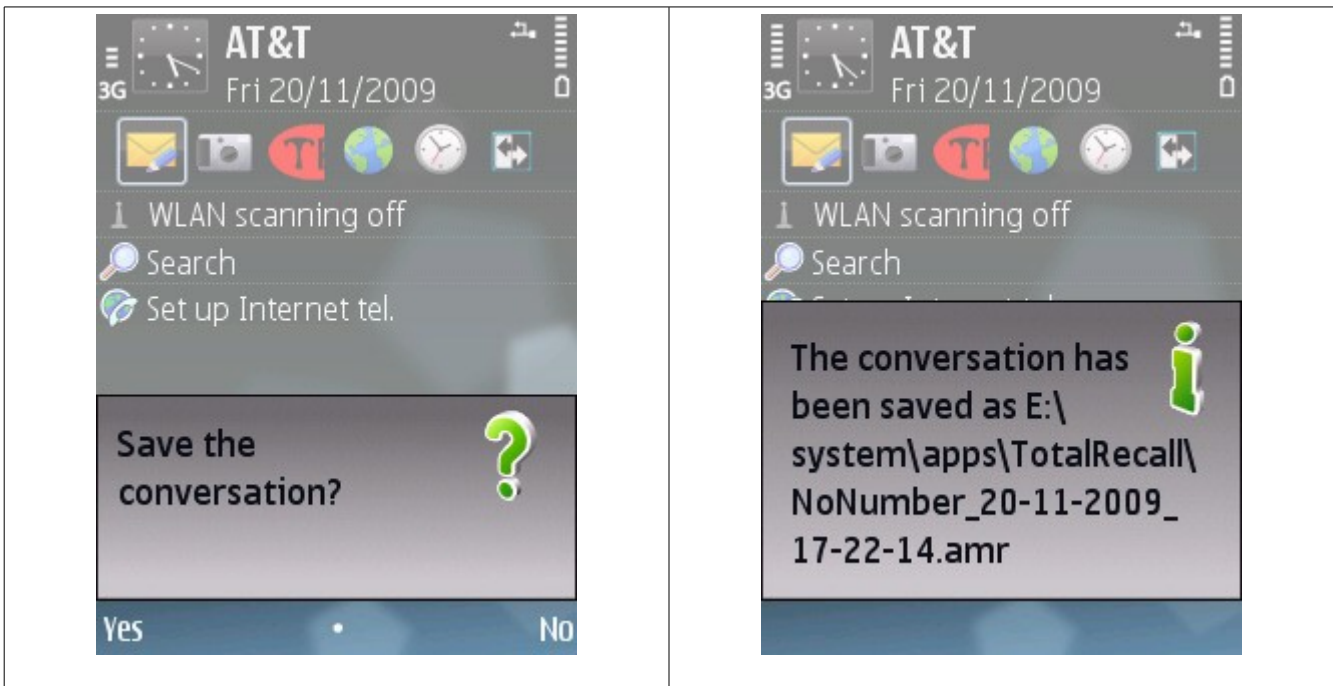 AT&T
Fri 20/11/2009
3G
WLAN scanning off
Search
Set up Internet tel.
Save the
conversation?
Yes
No
AT&T
Fri 20/11/2009
3G
WLAN scanning off
Search
The conversation has
been saved as E:\
system\apps\TotalRecall\
NoNumber_20-11-2009_
17-22-14.amr